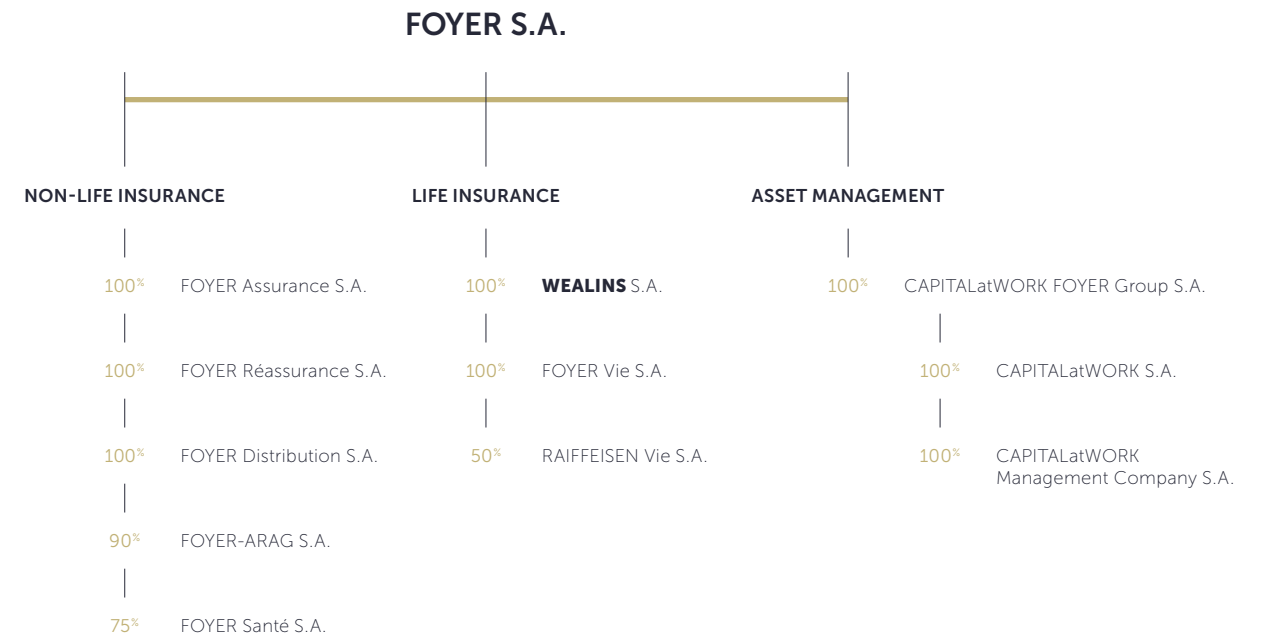 FOYER S.A.
NON-LIFE INSURANCE
100%
FOYER Assurance S.A.
100%
FOYER Réassurance S.A.
100%
FOYER Distribution S.A.
90%
FOYER-ARAG S.A.
75%
FOYER Santé S.A.
LIFE INSURANCE
100%
WEALINS S.A.
100%
FOYER Vie S.A.
50%
RAIFFEISEN Vie S.A.
ASSET MANAGEMENT
100%
CAPITALatWORK FOYER Group S.A.
100%
CAPITALatWORK S.A.
100%
CAPITALatWORK
Management Company S.A.